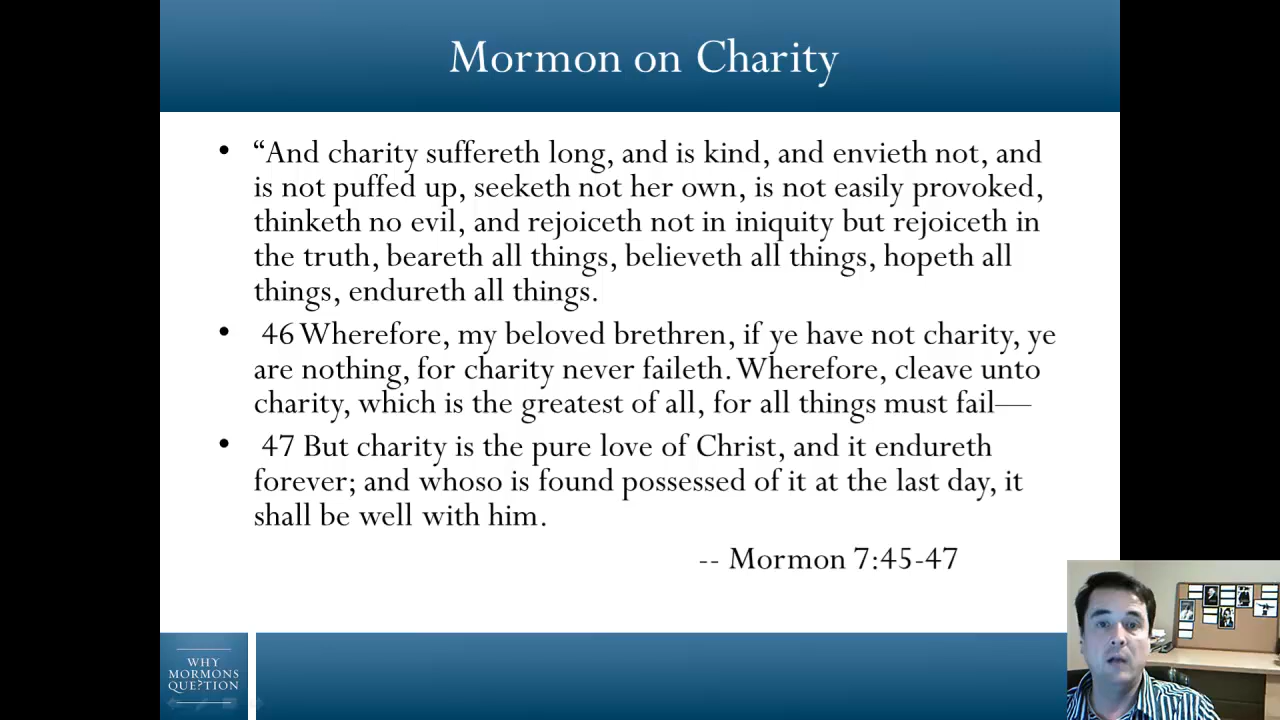 Mormon on Charity
• “And charity suffereth long, and is kind, and envieth not, and
is not puffed up, seeketh not her own, is not easily provoked,
thinketh no evil, and rejoiceth not in iniquity but rejoiceth in
the truth, beareth all things, believeth all things, hopeth all
things, endureth all things.
• 46 Wherefore, my beloved brethren, if ye have not charity, ye
are nothing, for charity never faileth. Wherefore, cleave unto
charity, which is the greatest of all, for all things must fail—
• 47 But charity is the pure love of Christ, and it endureth
forever; and whoso is found possessed of it at the last day, it
shall be well with him.
-- Mormon 7:45-47
WHY
MORMONS
QUE?TION